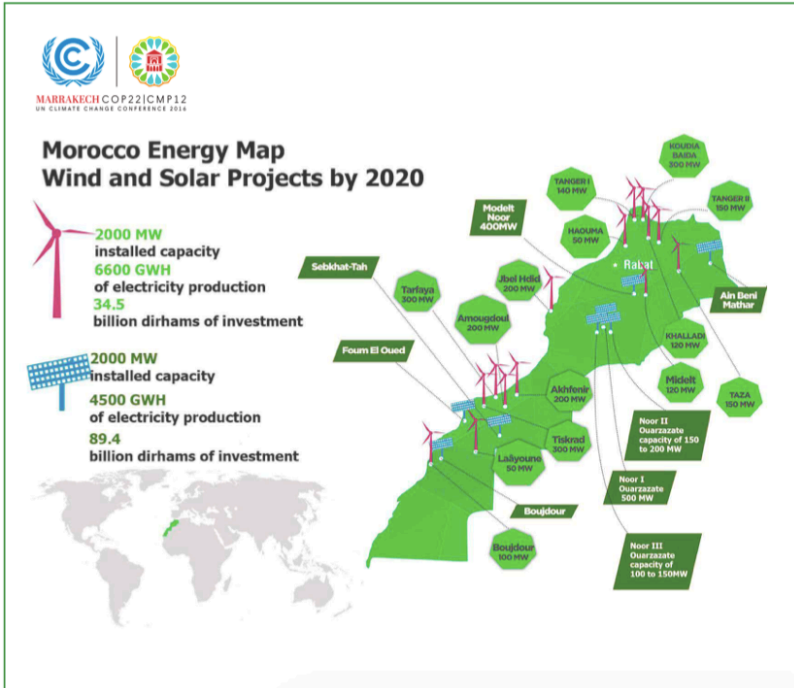 MARRAKECH COP22|CMP12
UN CLIMATE CHANGE CONFERENCE 2016
Morocco Energy Map
Wind and Solar Projects by 2020
2000 MW
installed capacity
6600 GWH
of electricity production
34.5
billion dirhams of investment
2000 MW
installed capacity
4500 GWH
of electricity production
89.4
billion dirhams of investment
KOUDIA
BAIDA
300 MW
TANGER I
140 MW
TANGER II
150 MW
Modelt
Noor
400MW
HAOUMA
50 MW
Rabat
Sebkhat-Tah
Tarfaya
300 MW
Jbel Hdid
200 MW
Ain Beni
Mathar
Amougdoul
200 MW
Foum El Oued
KHALLADI
120 MW
Akhfenir
200 MW
Midelt
120 MW
TAZA
150 MW
Noor II
Ouarzazate
capacity of 150
to 200 MW
Tiskrad
300 MW
Laâyoune
50 MW
Noor I
Ouarzazate
500 MW
Boujdour
Boujdour
100 MW
Noor III
Ouarzazate
capacity of
100 to 150MW